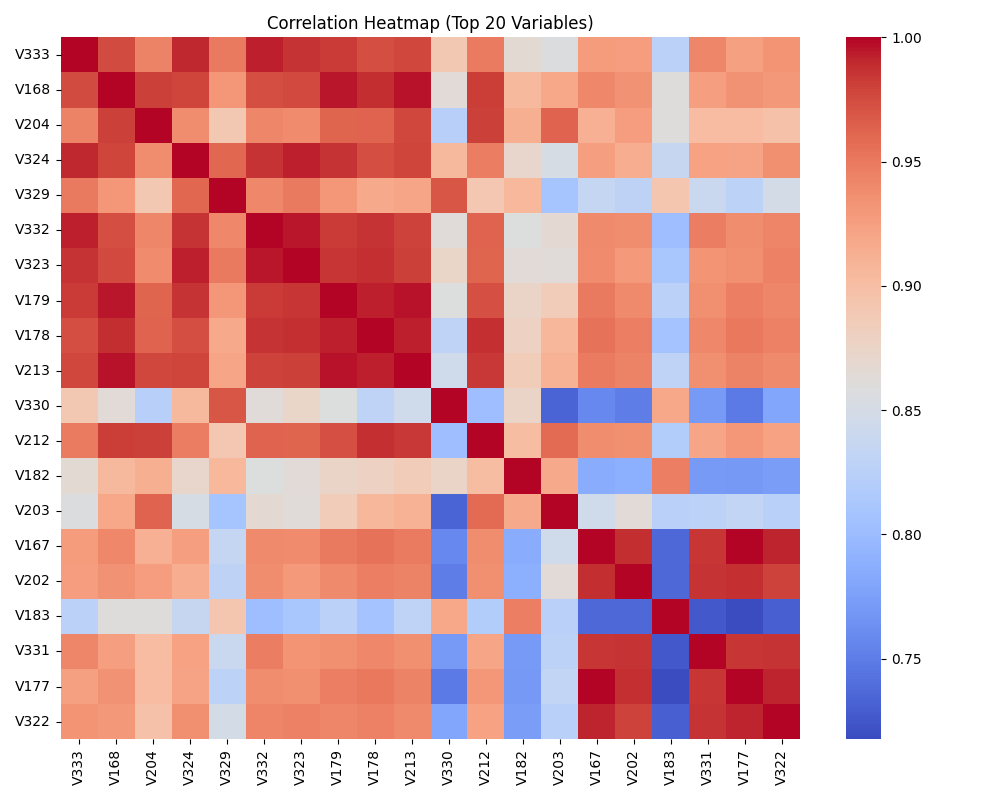 Correlation Heatmap (Top 20 Variables)
V333
V168
V204
V324
V329
V332
V323
V179
V178
V213
V330
V212
V182
V203
V167
V202
V183
V331
V177
V322
V333 V168 V204 V324 V329 V332 V323 V179 V178 V213 V330 V212 V182 V203 V167 V202 V183 V331 V177 V322
1.00
0.95
0.90
0.85
0.80
0.75